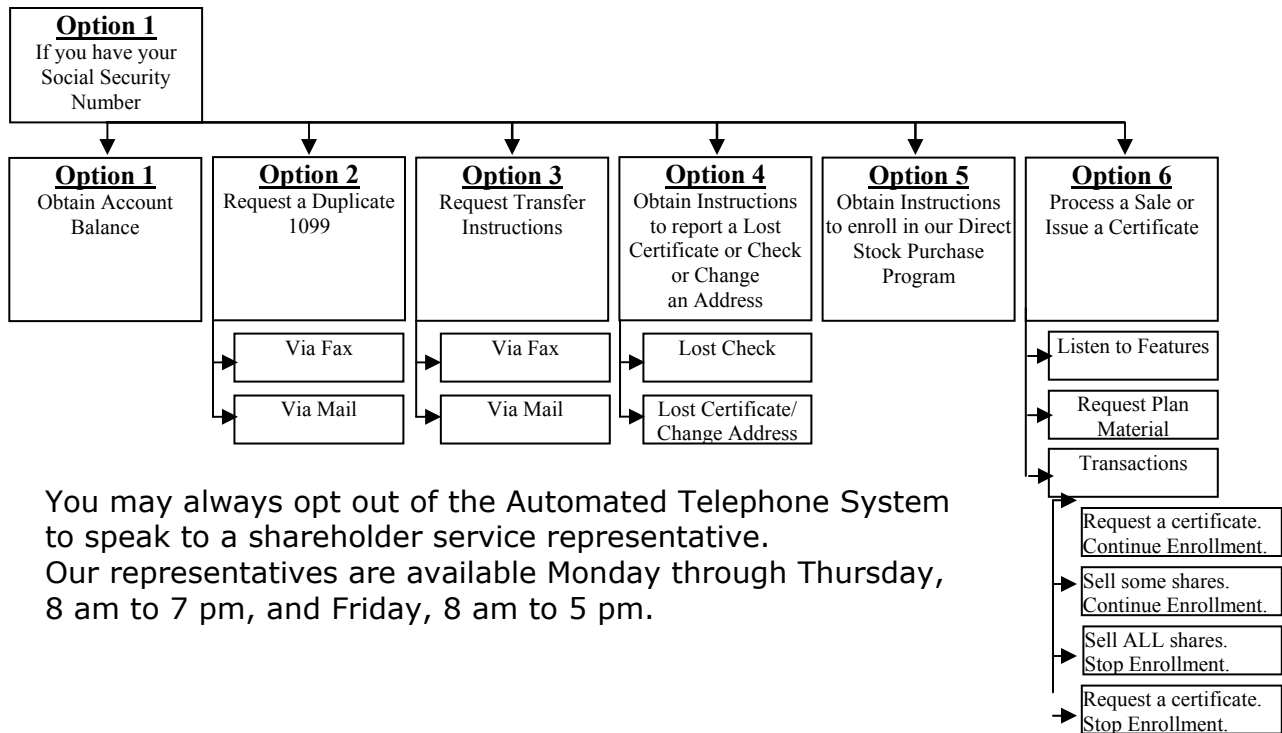 Option 1
If you have your
Social Security
Number
Option 1
Obtain Account
Balance
Option 2
Request a Duplicate
1099
Via Fax
Via Mail
Option 3
Request Transfer
Instructions
Via Fax
Via Mail
Option 4
Obtain Instructions
to report a Lost
Certificate or Check
or Change
an Address
Lost Check
Lost Certificate/
Change Address
Option 5
Obtain Instructions
to enroll in our Direct
Stock Purchase
Program
Option 6
Process a Sale or
Issue a Certificate
Listen to Features
Request Plan
Material
Transactions
Request a certificate.
Continue Enrollment.
Sell some shares.
Continue Enrollment.
Sell ALL shares.
Stop Enrollment.
Request a certificate.
Stop Enrollment.
You may always opt out of the Automated Telephone System
to speak to a shareholder service representative.
Our representatives are available Monday through Thursday,
8 am to 7 pm, and Friday, 8 am to 5 pm.